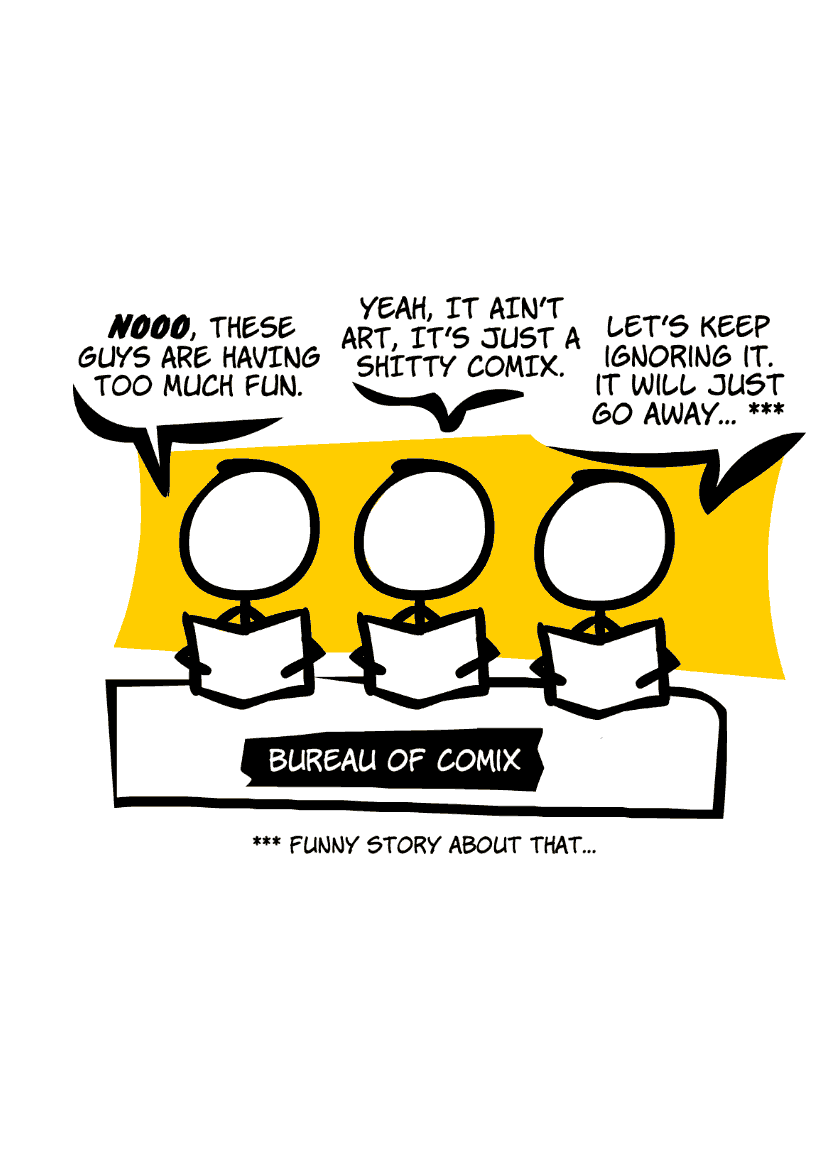 NOOO, THESE
GUYS ARE HAVING
TOO MUCH FUN.
YEAH, IT AIN'T
ART, IT'S JUST A
SHITTY COMIX.
LET'S KEEP
IGNORING IT.
IT WILL JUST
GO AWAY... ***
BUREAU OF COMIX
*** FUNNY STORY ABOUT THAT...